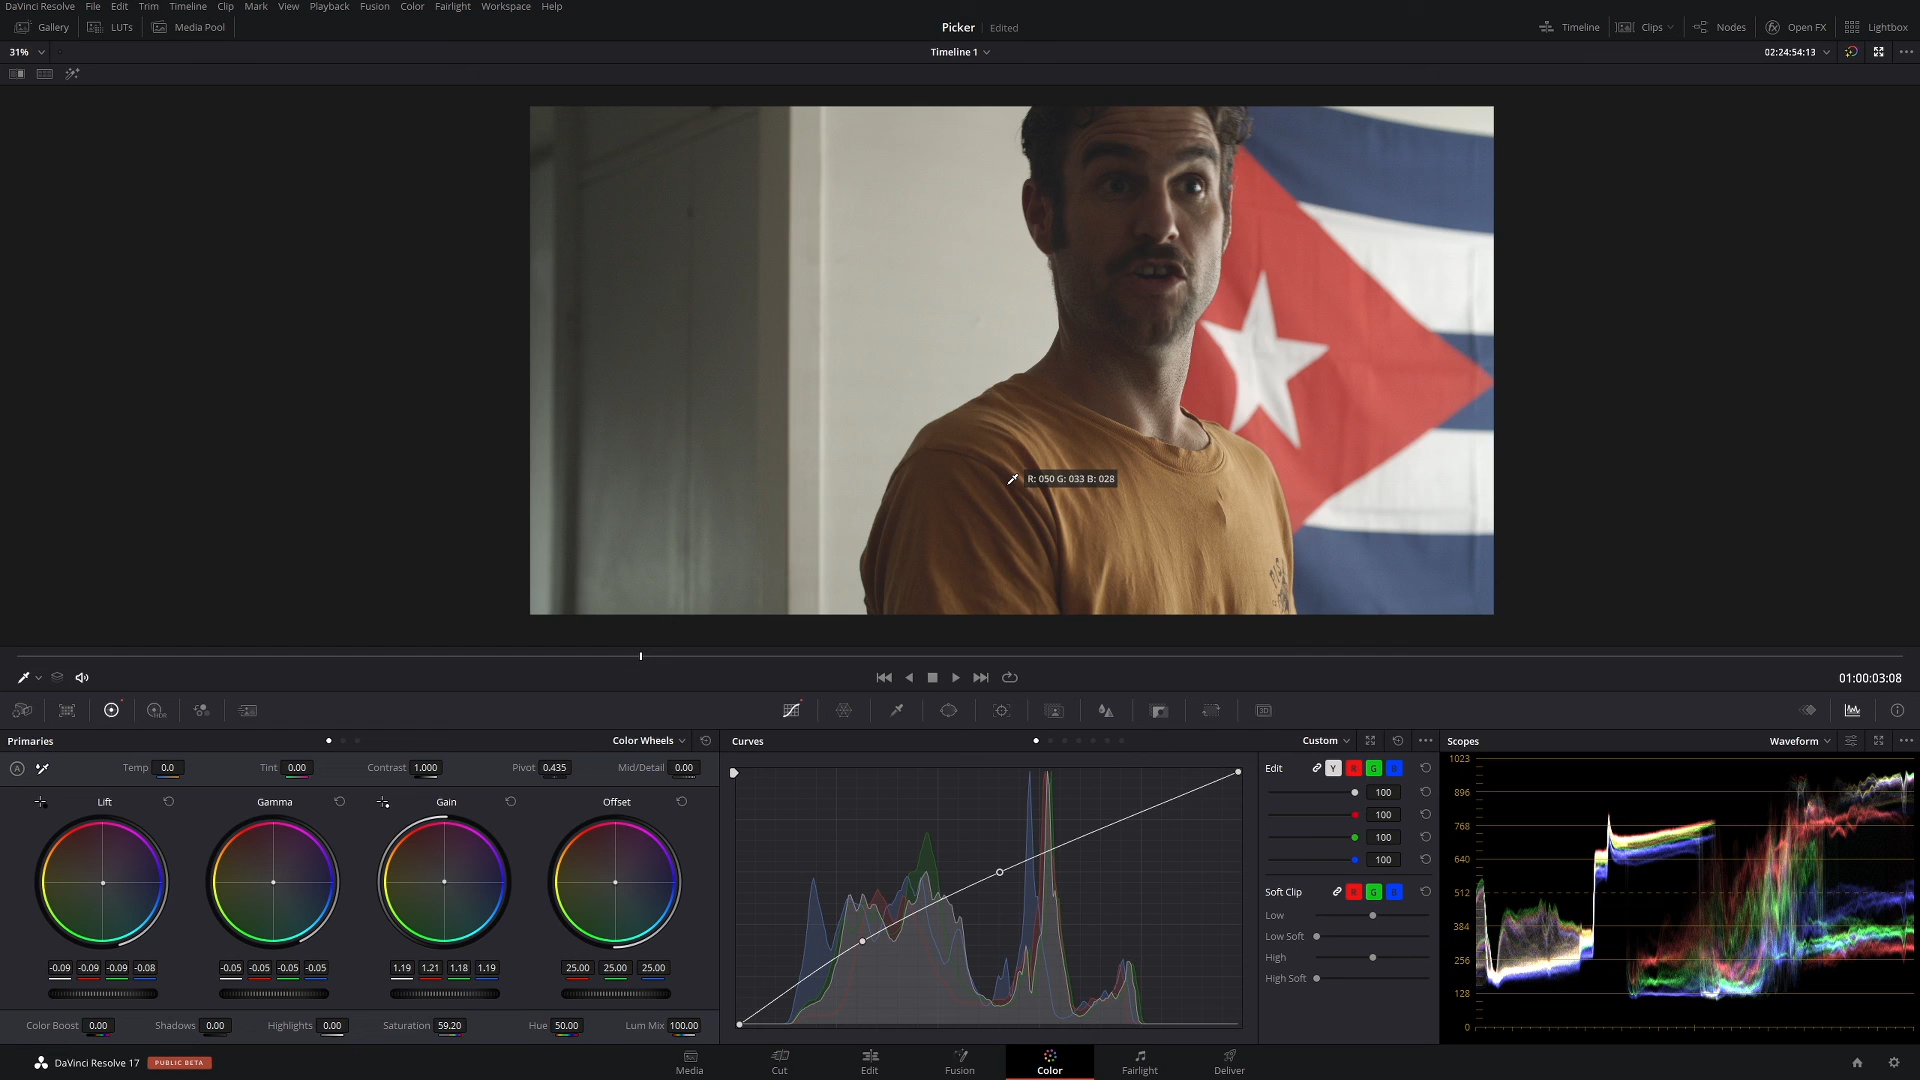 DaVinci Resolve File Edit Trim Timeline Clip Mark View Playback Fusion Color Fairlight Workspace Help
Gallery LUTs Media Pool Picker Edited Timeline Clips Nodes fx Open FX Lightbox
31% Timeline 1 02:24:54:13
R: 050 G: 033 B: 028
01:00:03:08
HDR 3D
Primaries Color Wheels
A Temp 0.0 Tint 0.00 Contrast 1.000 Pivot 0.435 Mid/Detail 0.00
Lift Gamma Gain Offset
-0.09 -0.09 -0.09 -0.08 -0.05 -0.05 -0.05 -0.05 1.19 1.21 1.18 1.19 25.00 25.00 25.00
Color Boost 0.00 Shadows 0.00 Highlights 0.00 Saturation 59.20 Hue 50.00 Lum Mix 100.00
Curves Custom
Edit Y R G B
100
100
100
100
Soft Clip R G B
Low
Low Soft
High
High Soft
Scopes Waveform
1023
896
768
640
512
384
256
128
0
DaVinci Resolve 17 PUBLIC BETA
Media Cut Edit Fusion Color Fairlight Deliver